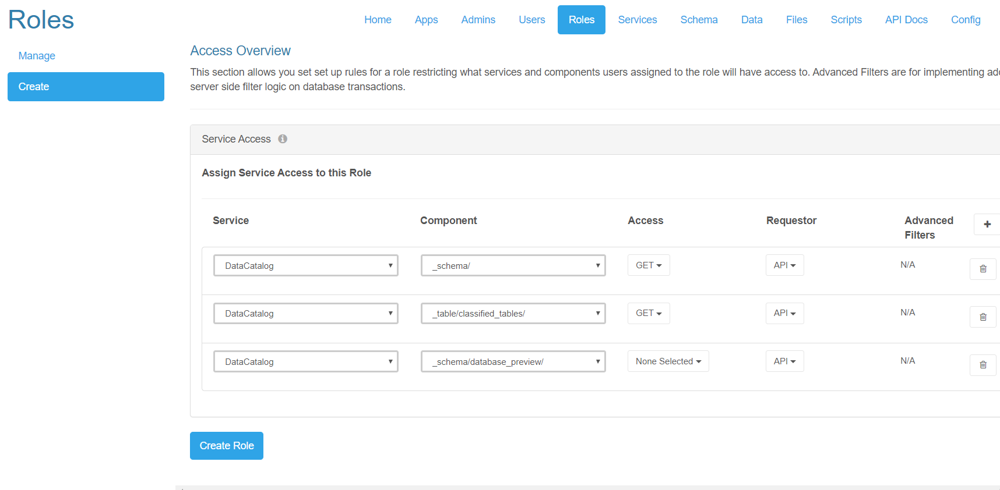 Roles
Home Apps Admins Users Roles Services Schema Data Files Scripts API Docs Config
Manage
Create
Access Overview
This section allows you set set up rules for a role restricting what services and components users assigned to the role will have access to. Advanced Filters are for implementing
server side filter logic on database transactions.
Service Access
Assign Service Access to this Role
Service Component Access Requestor Advanced
Filters
DataCatalog _schema/ GET API N/A
DataCatalog _table/classified_tables/ GET API N/A
DataCatalog _schema/database_preview/ None Selected API N/A
Create Role